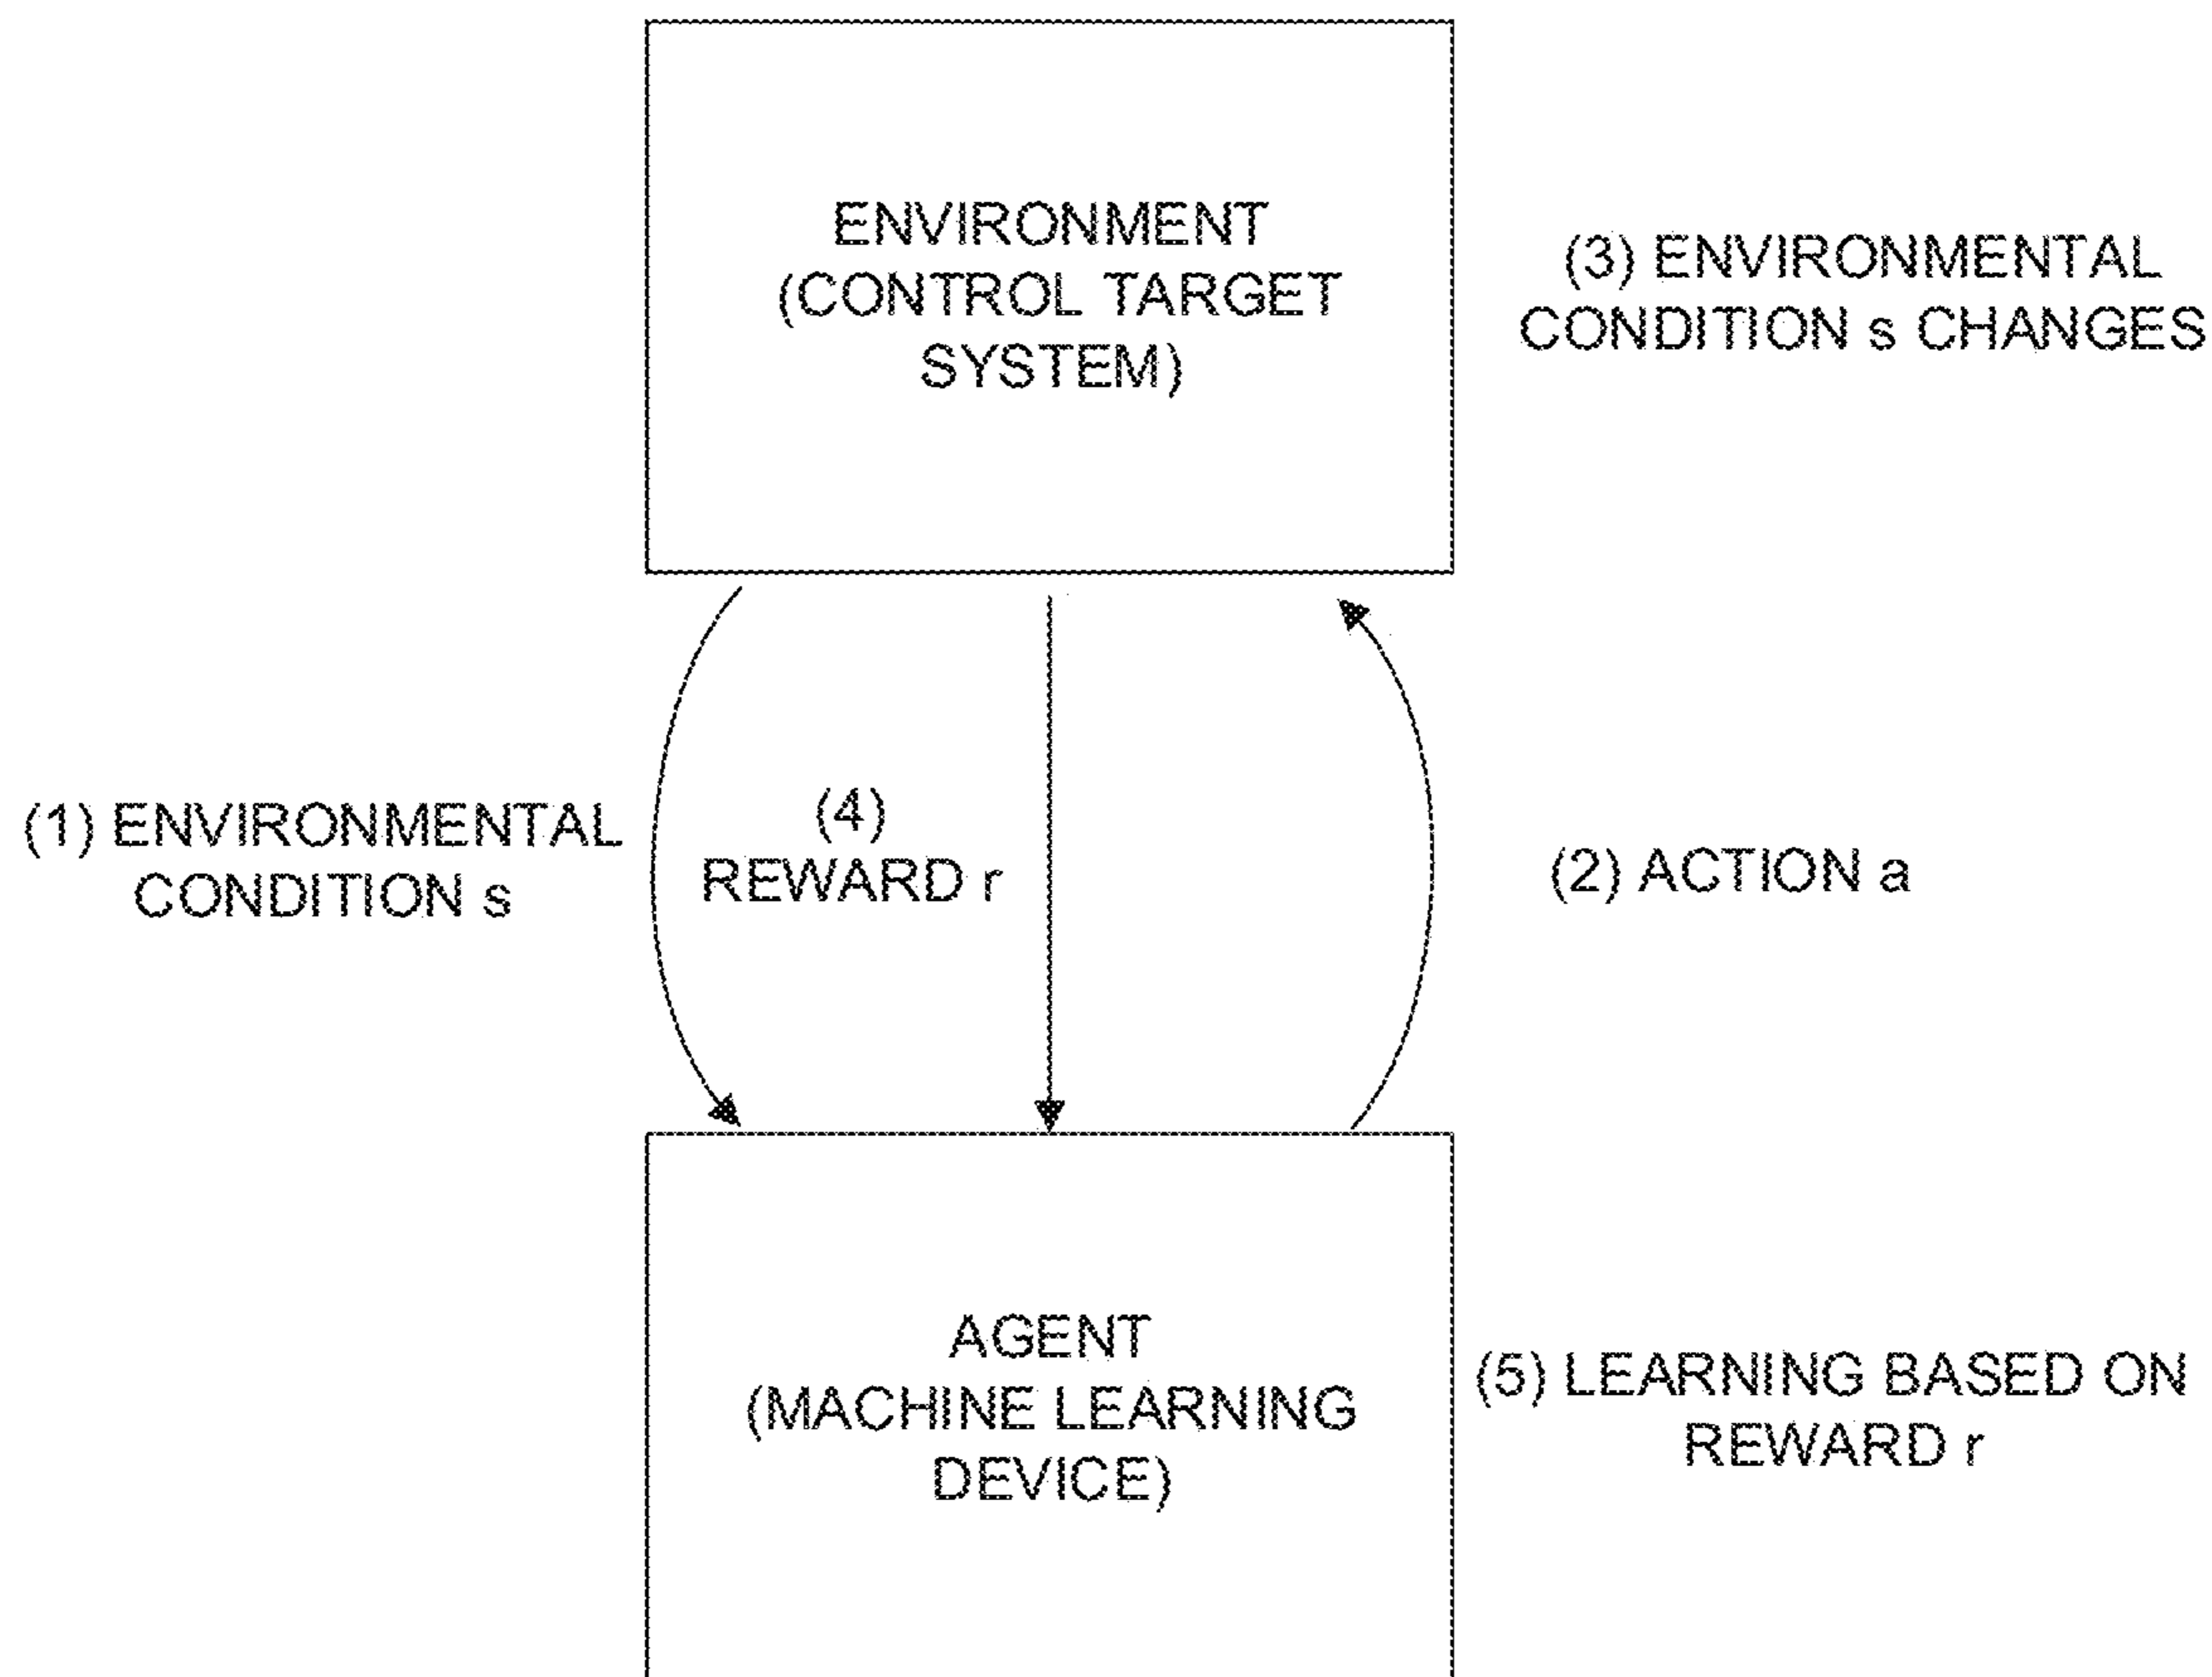 ENVIRONMENT
(CONTROL TARGET
SYSTEM)
(3) ENVIRONMENTAL
CONDITION s CHANGES
(1) ENVIRONMENTAL
CONDITION s
(4)
REWARD r
(2) ACTION a
AGENT
(MACHINE LEARNING
DEVICE)
(5) LEARNING BASED ON
REWARD r